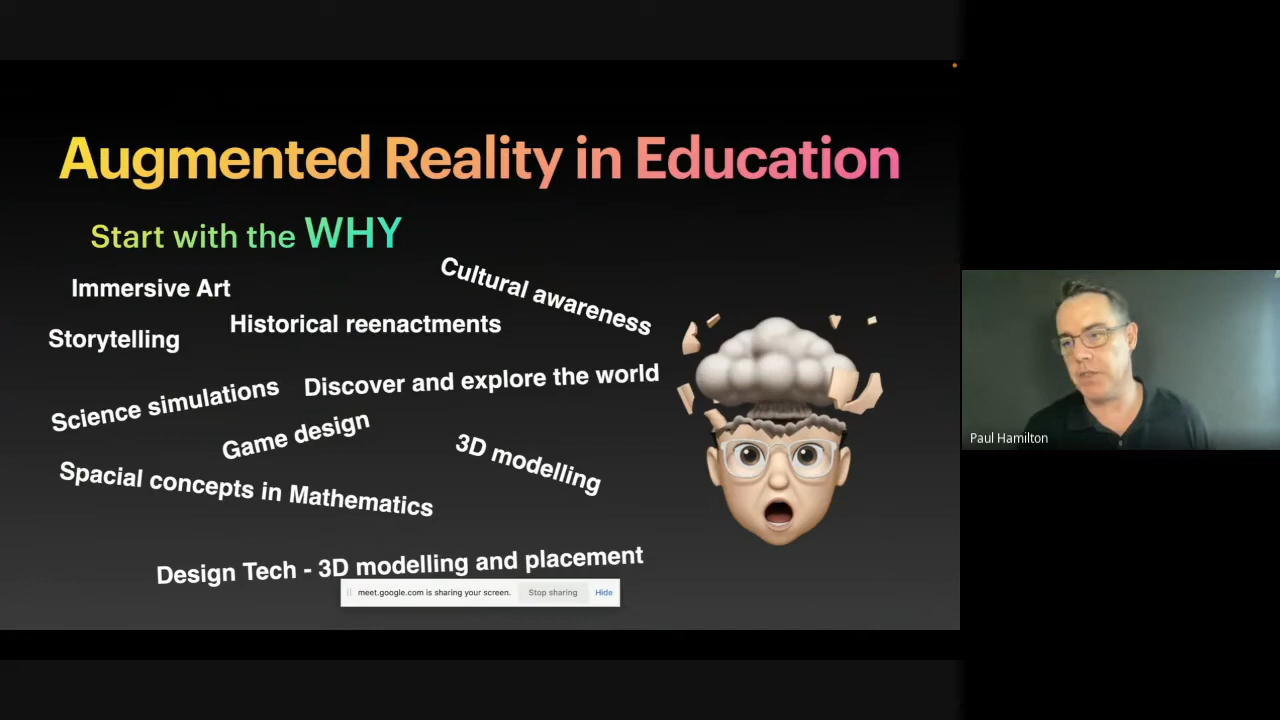 Augmented Reality in Education
Start with the WHY
Immersive Art
Cultural awareness
Storytelling
Historical reenactments
Science simulations
Discover and explore the world
Game design
3D modelling
Spacial concepts in Mathematics
Design Tech - 3D modelling and placement
meet.google.com is sharing your screen.
Stop sharing
Hide
Paul Hamilton